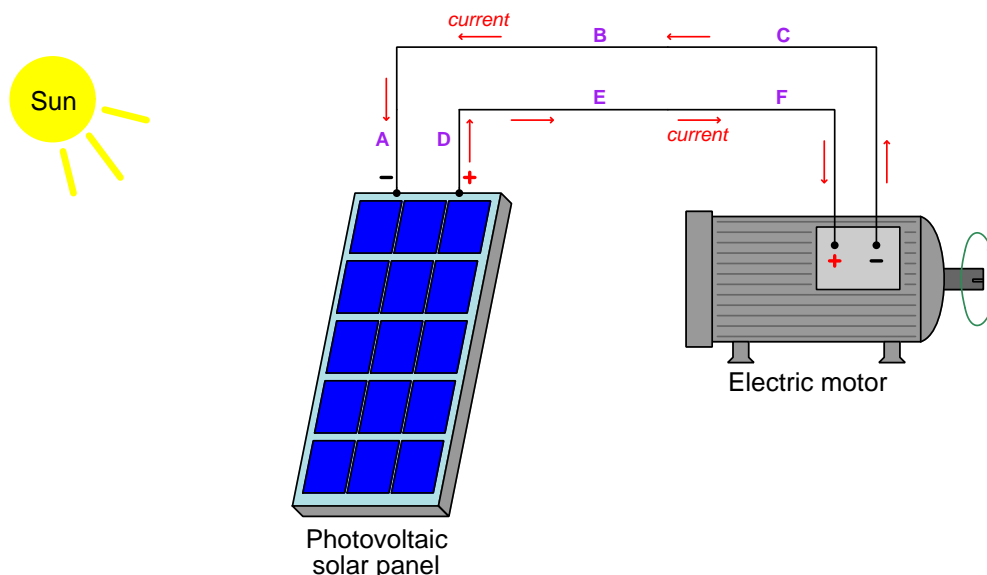 current
B
C
Sun
E
F
A
D
current
−
+
+
−
Electric motor
Photovoltaic
solar panel